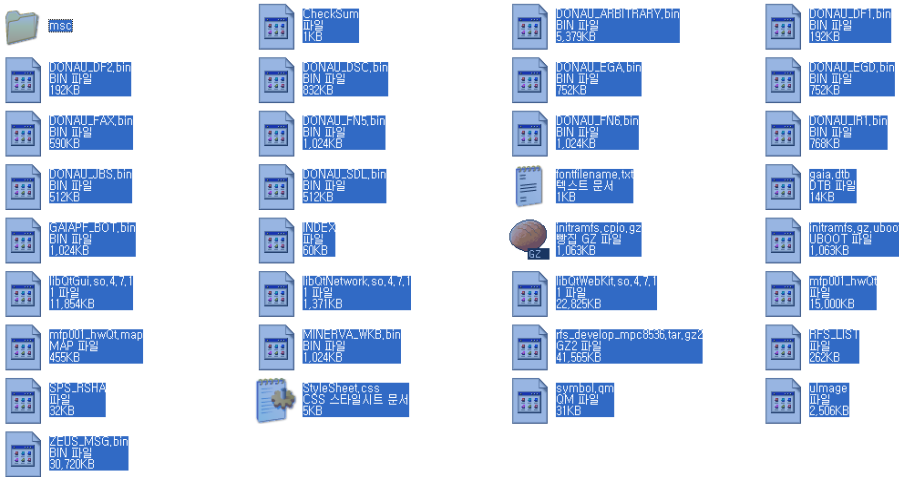 msc
CheckSum
파일
1KB
DONAU_ARBITRARY.bin
BIN 파일
5,379KB
DONAU_DF1.bin
BIN 파일
192KB
DONAU_DF2.bin
BIN 파일
192KB
DONAU_DSC.bin
BIN 파일
832KB
DONAU_EGA.bin
BIN 파일
752KB
DONAU_EGD.bin
BIN 파일
752KB
DONAU_FAX.bin
BIN 파일
590KB
DONAU_FN5.bin
BIN 파일
1,024KB
DONAU_FN6.bin
BIN 파일
1,024KB
DONAU_IR1.bin
BIN 파일
768KB
DONAU_JBS.bin
BIN 파일
512KB
DONAU_SDL.bin
BIN 파일
512KB
fontfilename.txt
텍스트 문서
1KB
gaia.dtb
DTB 파일
14KB
GAIAPF_BOT.bin
BIN 파일
1,024KB
INDEX
파일
60KB
initramfs.cpio.gz
빵집 GZ 파일
1,063KB
GZ
initramfs.gz.uboot
UBOOT 파일
1,063KB
libQtGui.so.4.7.1
1 파일
11,854KB
libQtNetwork.so.4.7.1
1 파일
1,371KB
libQtWebKit.so.4.7.1
1 파일
22,825KB
mfp001_hwQt
파일
15,000KB
mfp001_hwQt.map
MAP 파일
455KB
MINERVA_WKB.bin
BIN 파일
1,024KB
rfs_develop_mpc8536.tar.gz2
GZ2 파일
41,565KB
RFS_LIST
파일
262KB
SPS_RSHA
파일
32KB
StyleSheet.css
CSS 스타일시트 문서
5KB
symbol.qm
QM 파일
31KB
uImage
파일
2,506KB
ZEUS_MSG.bin
BIN 파일
30,720KB